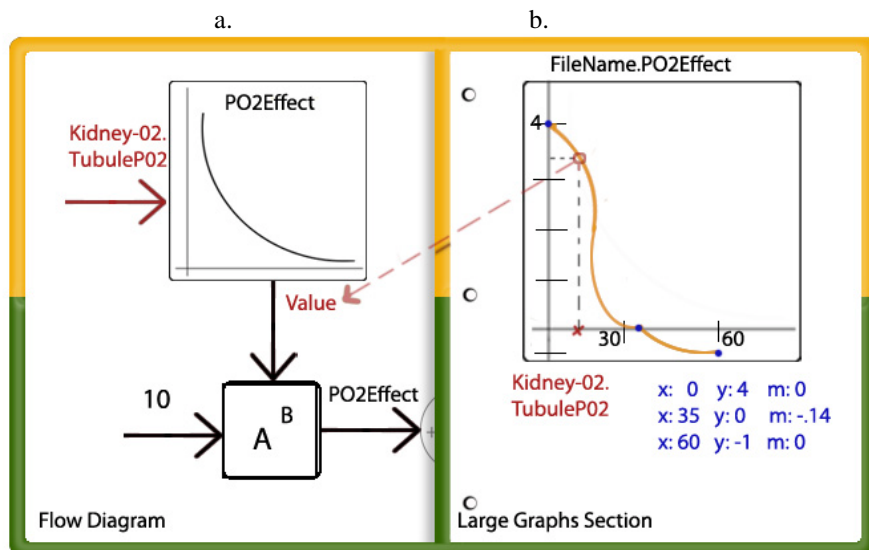 a.
b.
PO2Effect
Kidney-02.
TubuleP02
Value
10
A B
PO2Effect
+
Flow Diagram
FileName.PO2Effect
4
30
60
x
Kidney-02.
TubuleP02
x: 0 y: 4 m: 0
x: 35 y: 0 m: -.14
x: 60 y: -1 m: 0
Large Graphs Section